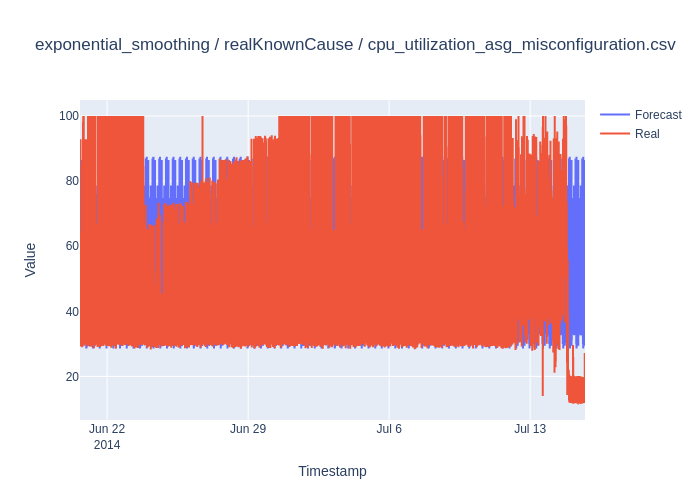 exponential_smoothing / realKnownCause / cpu_utilization_asg_misconfiguration.csv
Forecast
Real
100
80
60
40
20
Value
Jun 22
2014
Jun 29
Jul 6
Jul 13
Timestamp